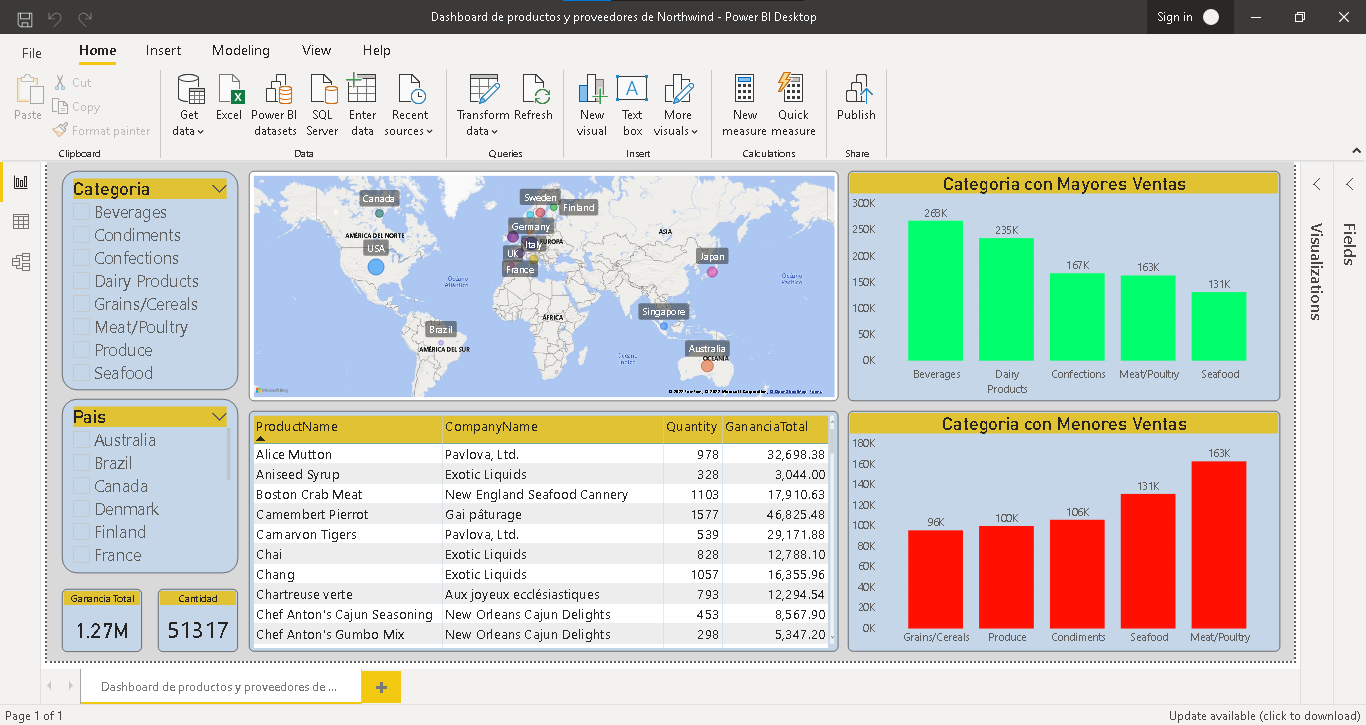 Dashboard de productos y proveedores de Northwind - Power BI Desktop
Sign in
File
Home
Insert
Modeling
View
Help
Paste
Cut
Copy
Format painter
Clipboard
Get data
Excel
Power BI datasets
SQL Server
Enter data
Recent sources
Data
Transform data
Refresh
Queries
New visual
Text box
More visuals
Insert
New measure
Quick measure
Calculations
Publish
Share
Categoria
Beverages
Condiments
Confections
Dairy Products
Grains/Cereals
Meat/Poultry
Produce
Seafood
Pais
Australia
Brazil
Canada
Denmark
Finland
France
Ganancia Total
1.27M
Cantidad
51317
Canada
Sweden
Finland
Germany
AMÉRICA DEL NORTE
USA
Italy
EUROPA
UK
France
ASIA
Japan
Océano Atlántico
Océano Pacífico
ÁFRICA
Singapore
Brazil
AMÉRICA DEL SUR
Océano Índico
Australia
OCEANÍA
Microsoft Bing
ProductName CompanyName Quantity GananciaTotal
Alice Mutton Pavlova, Ltd. 978 32,698.38
Aniseed Syrup Exotic Liquids 328 3,044.00
Boston Crab Meat New England Seafood Cannery 1103 17,910.63
Camembert Pierrot Gai pâturage 1577 46,825.48
Carnarvon Tigers Pavlova, Ltd. 539 29,171.88
Chai Exotic Liquids 828 12,788.10
Chang Exotic Liquids 1057 16,355.96
Chartreuse verte Aux joyeux ecclésiastiques 793 12,294.54
Chef Anton's Cajun Seasoning New Orleans Cajun Delights 453 8,567.90
Chef Anton's Gumbo Mix New Orleans Cajun Delights 298 5,347.20
Categoria con Mayores Ventas
300K
250K
200K
150K
100K
50K
0K
268K
235K
167K
163K
131K
Beverages
Dairy Products
Confections
Meat/Poultry
Seafood
Categoria con Menores Ventas
180K
160K
140K
120K
100K
80K
60K
40K
20K
0K
96K
100K
106K
131K
163K
Grains/Cereals
Produce
Condiments
Seafood
Meat/Poultry
Visualizations
Fields
Dashboard de productos y proveedores de ...
Page 1 of 1
Update available (click to download)